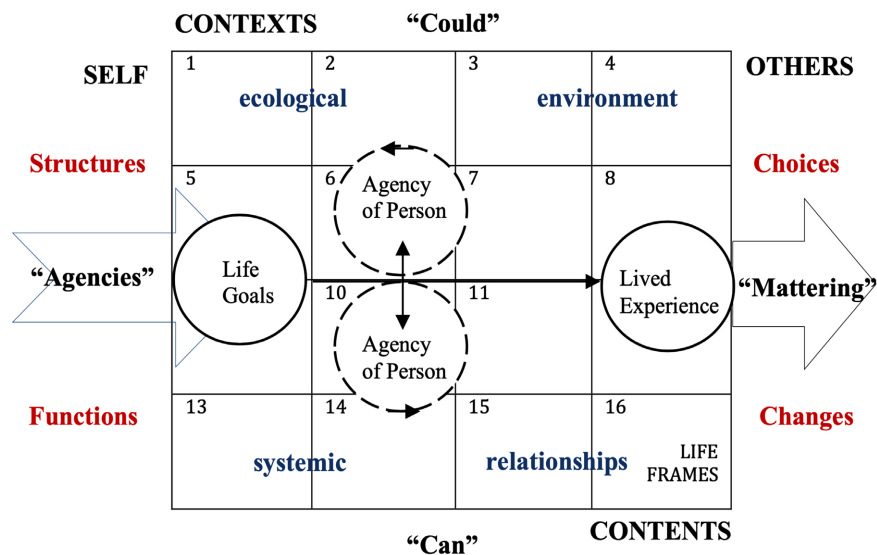 CONTEXTS
“Could”
SELF
OTHERS
1
2
3
4
ecological
environment
Structures
Choices
5
6
7
8
Agency
of Person
“Agencies”
Life
Goals
Lived
Experience
“Mattering”
10
11
Agency
of Person
Functions
Changes
13
14
15
16
systemic
relationships
LIFE
FRAMES
CONTENTS
“Can”